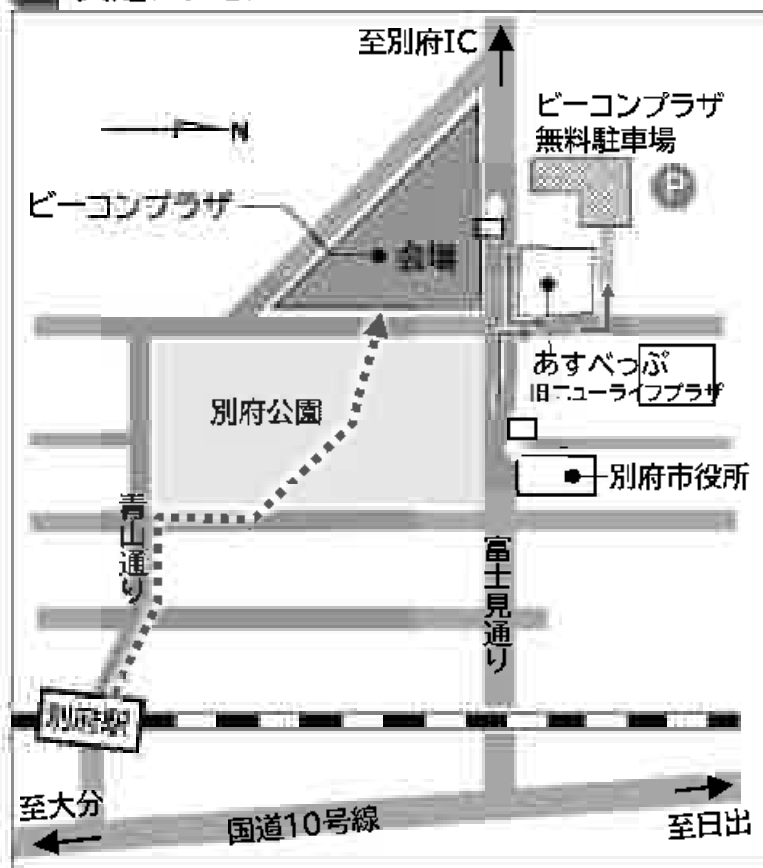 至別府IC
N
ビーコンプラザ
無料駐車場
P
ビーコンプラザ
会場
あすべっぷ
旧ニューライフプラザ
別府公園
別府市役所
青山通り
富士見通り
別府駅
至大分
国道10号線
至日出